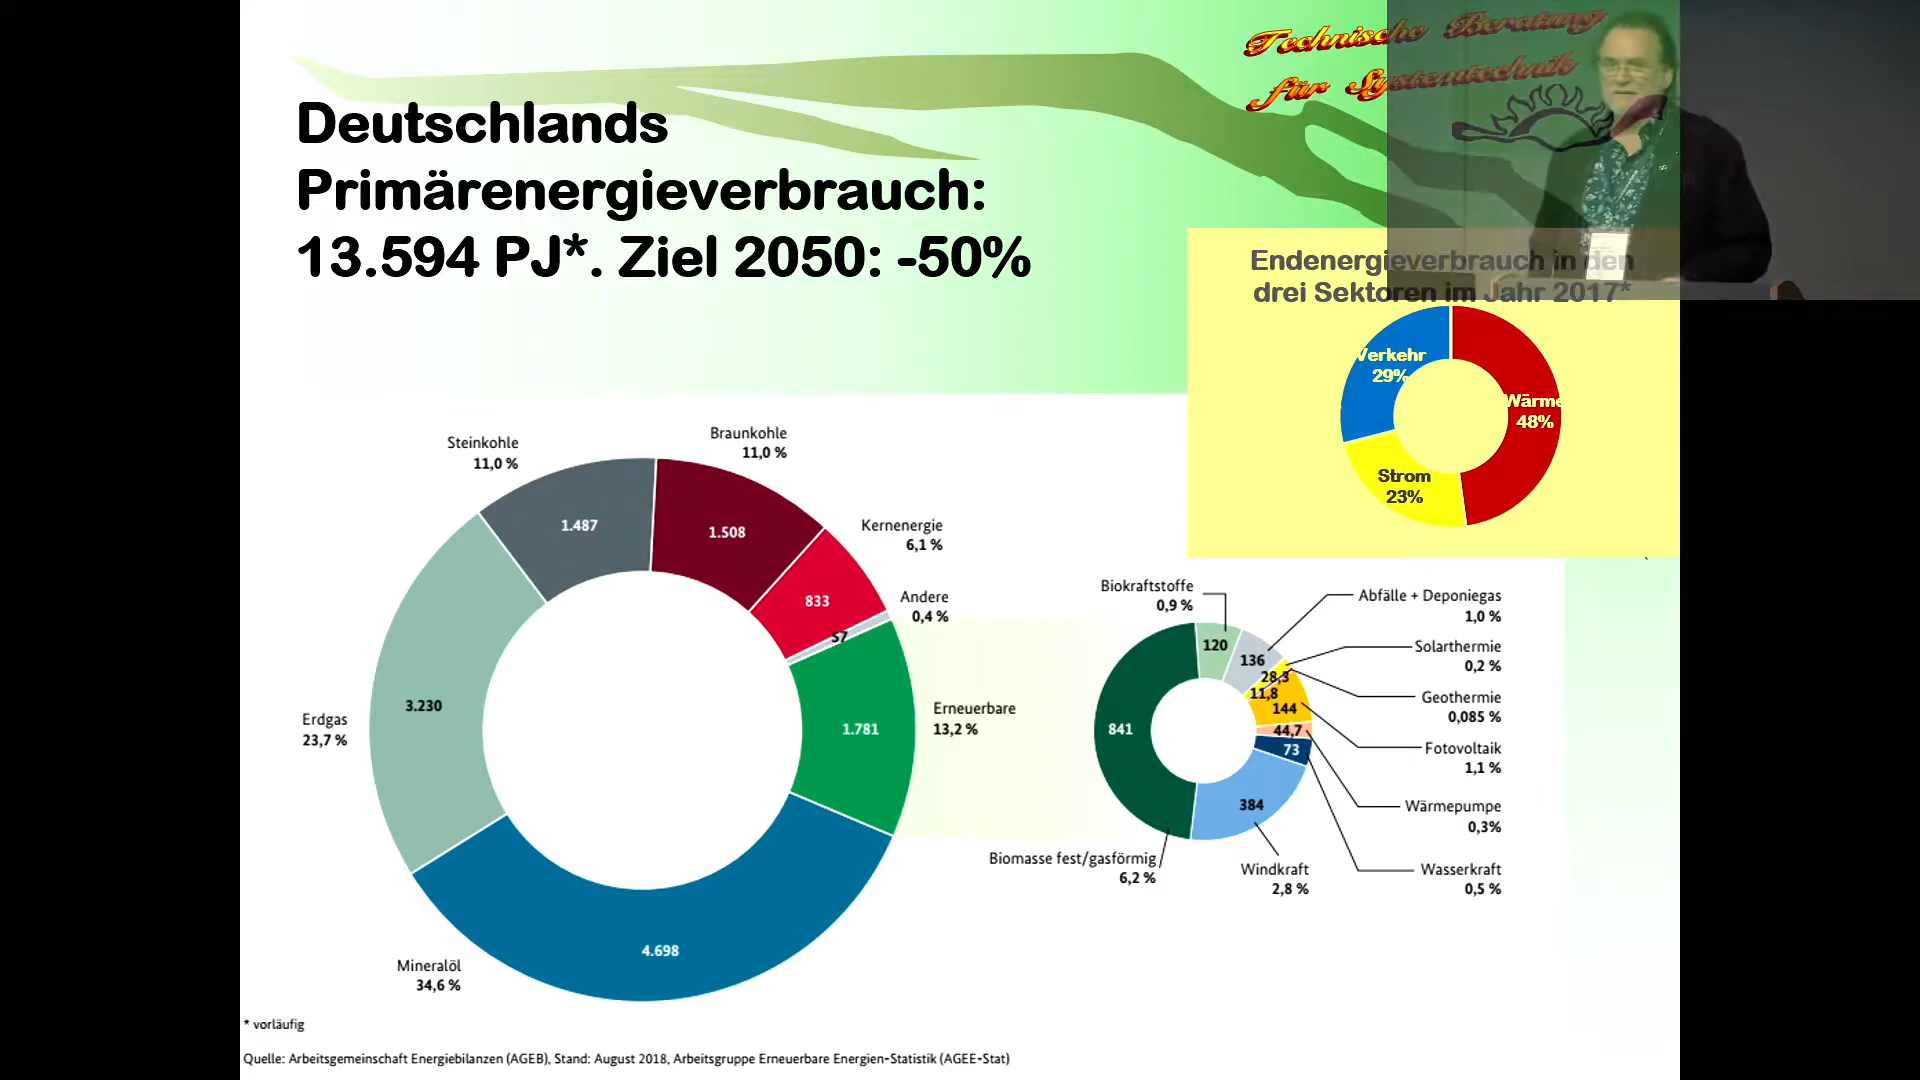 Technische Beratung
für Systemtechnik
Deutschlands
Primärenergieverbrauch:
13.594 PJ*. Ziel 2050: -50%
Endenergieverbrauch in den
drei Sektoren im Jahr 2017*
Verkehr
29%
Wärme
48%
Strom
23%
Steinkohle
11,0 %
Braunkohle
11,0 %
Kernenergie
6,1 %
Andere
0,4 %
Erneuerbare
13,2 %
Erdgas
23,7 %
Mineralöl
34,6 %
1.487
1.508
833
57
1.781
3.230
4.698
Biokraftstoffe
0,9 %
Abfälle + Deponiegas
1,0 %
Solarthermie
0,2 %
Geothermie
0,085 %
Fotovoltaik
1,1 %
Wärmepumpe
0,3%
Wasserkraft
0,5 %
Windkraft
2,8 %
Biomasse fest/gasförmig
6,2 %
120
136
28,3
11,8
144
44,7
73
384
841
* vorläufig
Quelle: Arbeitsgemeinschaft Energiebilanzen (AGEB), Stand: August 2018, Arbeitsgruppe Erneuerbare Energien-Statistik (AGEE-Stat)